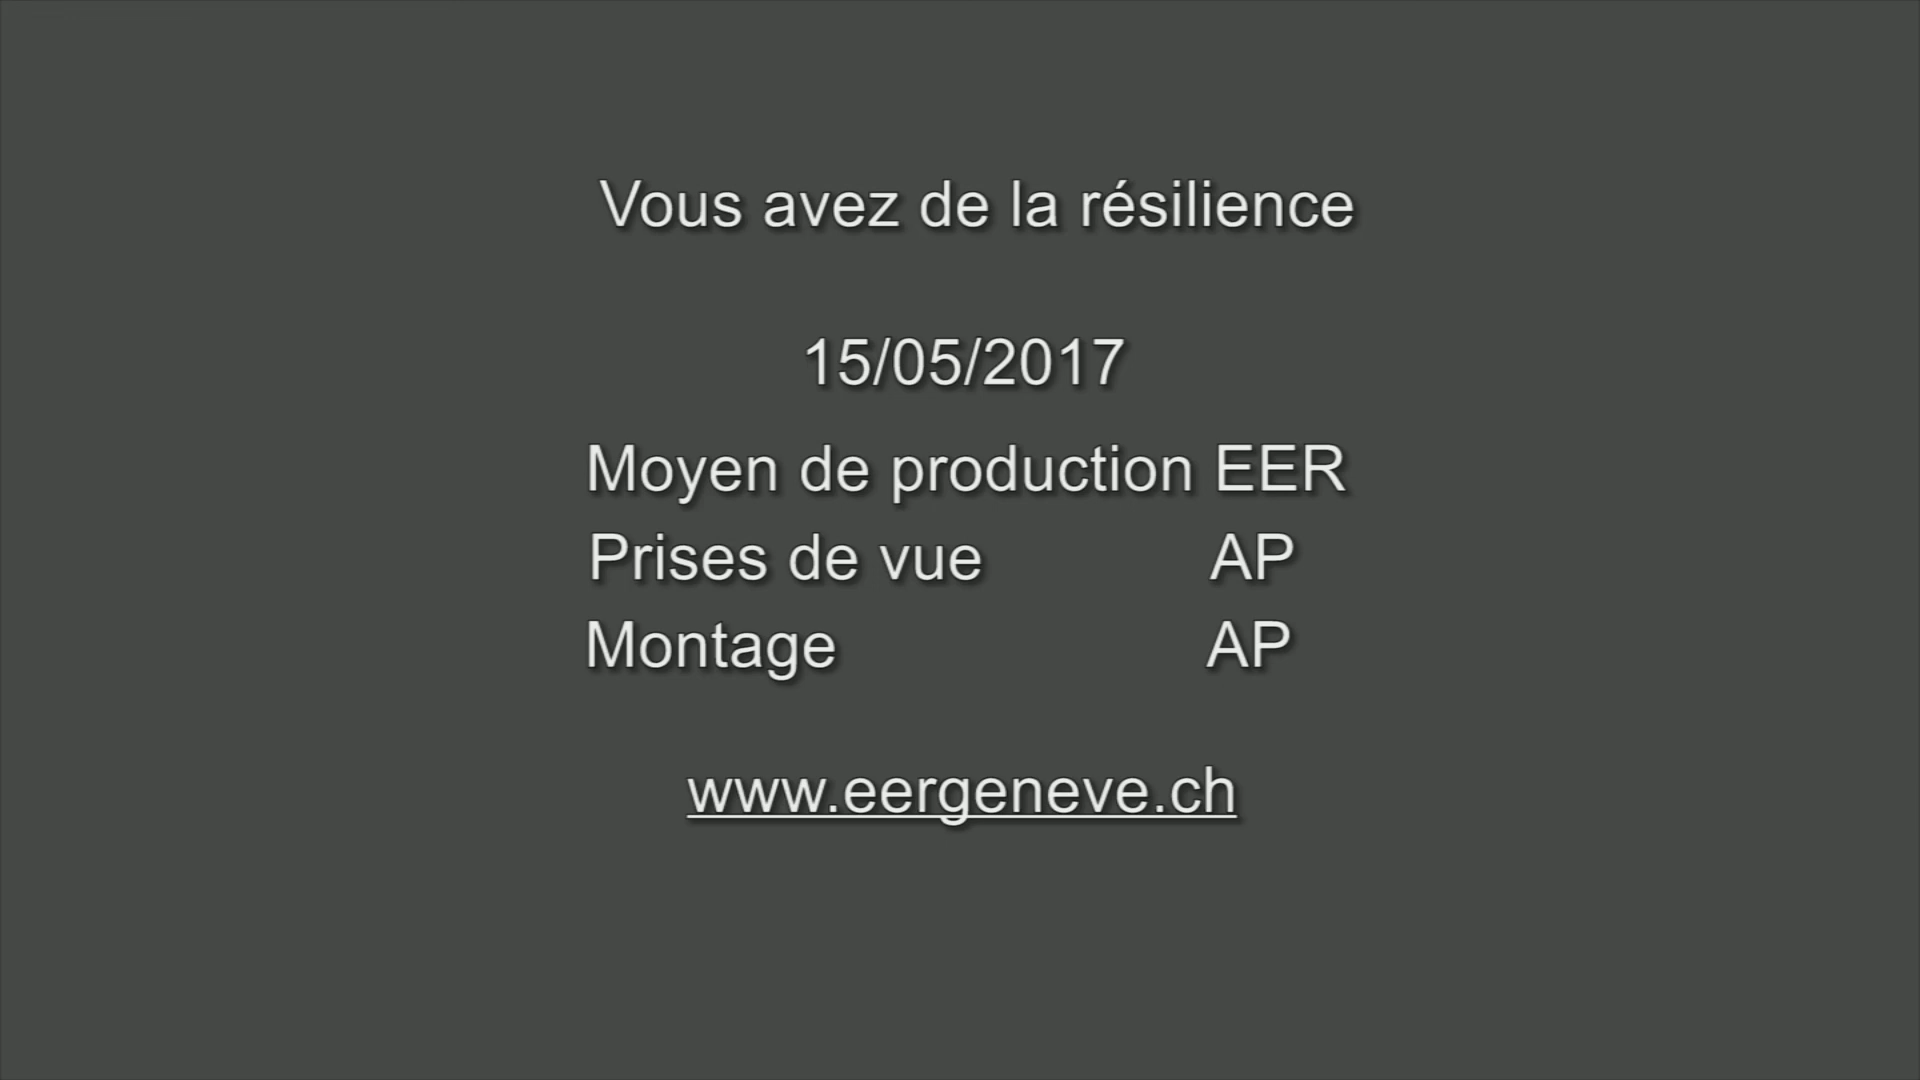 Vous avez de la résilience
15/05/2017
Moyen de production EER
Prises de vue AP
Montage AP
www.eergeneve.ch